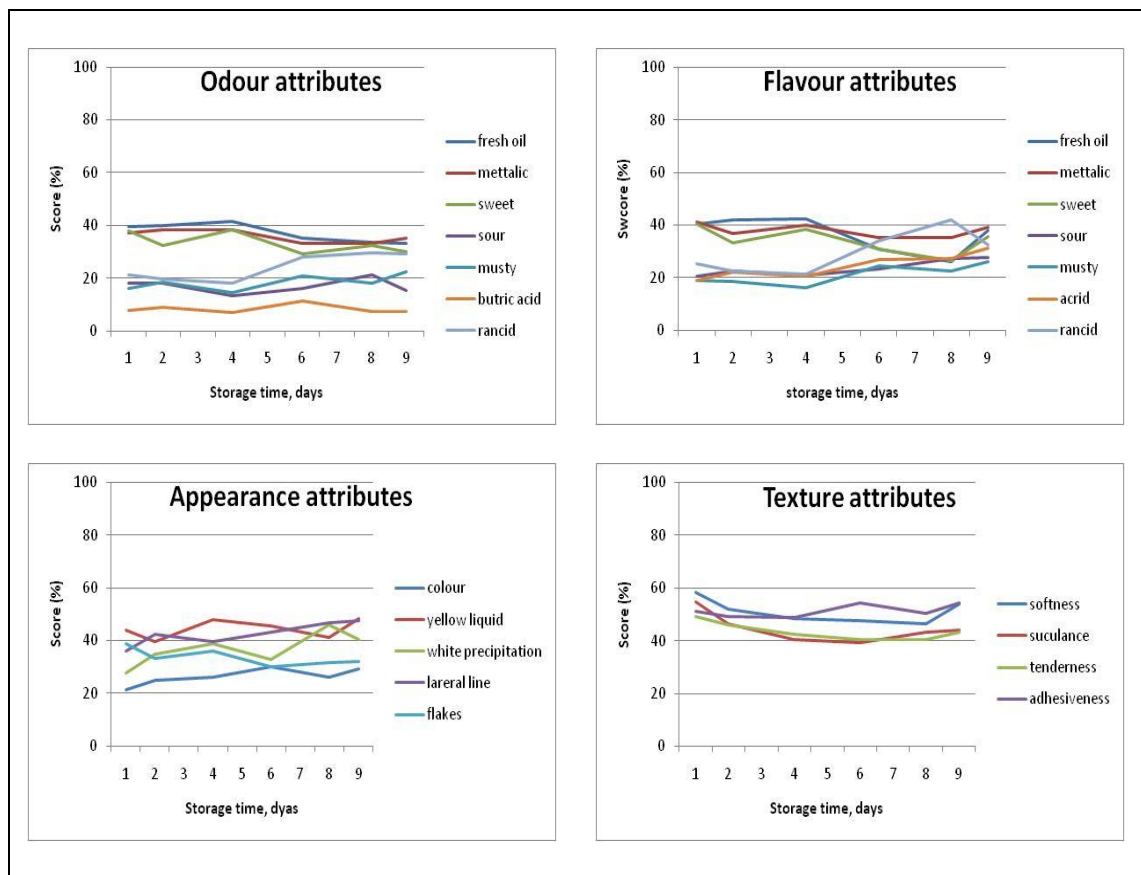 Odour attributes
100
80
60
40
20
0
Score (%)
1 2 3 4 5 6 7 8 9
Storage time, days
fresh oil
mettalic
sweet
sour
musty
butric acid
rancid
Flavour attributes
100
80
60
40
20
0
Swcore (%)
1 2 3 4 5 6 7 8 9
storage time, dyas
fresh oil
mettalic
sweet
sour
musty
acrid
rancid
Appearance attributes
100
80
60
40
20
0
Score (%)
1 2 3 4 5 6 7 8 9
Storage time, dyas
colour
yellow liquid
white precipitation
lareral line
flakes
Texture attributes
100
80
60
40
20
0
Score (%)
1 2 3 4 5 6 7 8 9
Storage time, days
softness
suculance
tenderness
adhesiveness